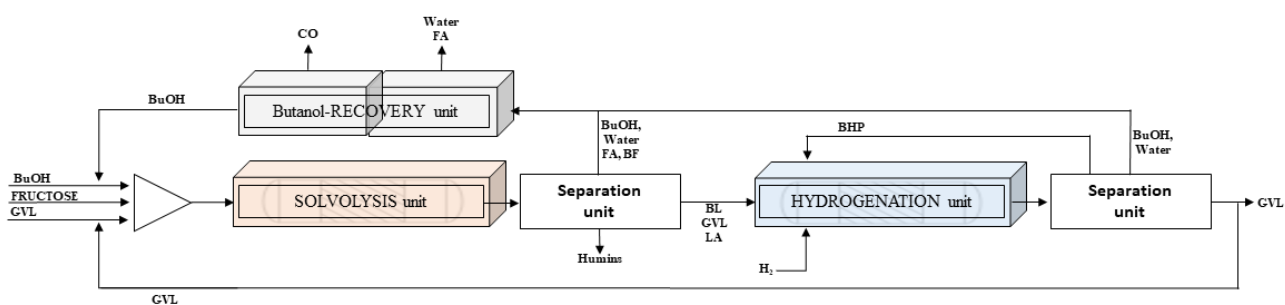 CO
Water
FA
BuOH
Butanol-RECOVERY unit
BuOH,
Water
FA, BF
BHP
BuOH,
Water
BuOH
FRUCTOSE
GVL
SOLVOLYSIS unit
Separation
unit
BL
GVL
LA
HYDROGENATION unit
Separation
unit
GVL
Humins
H₂
GVL